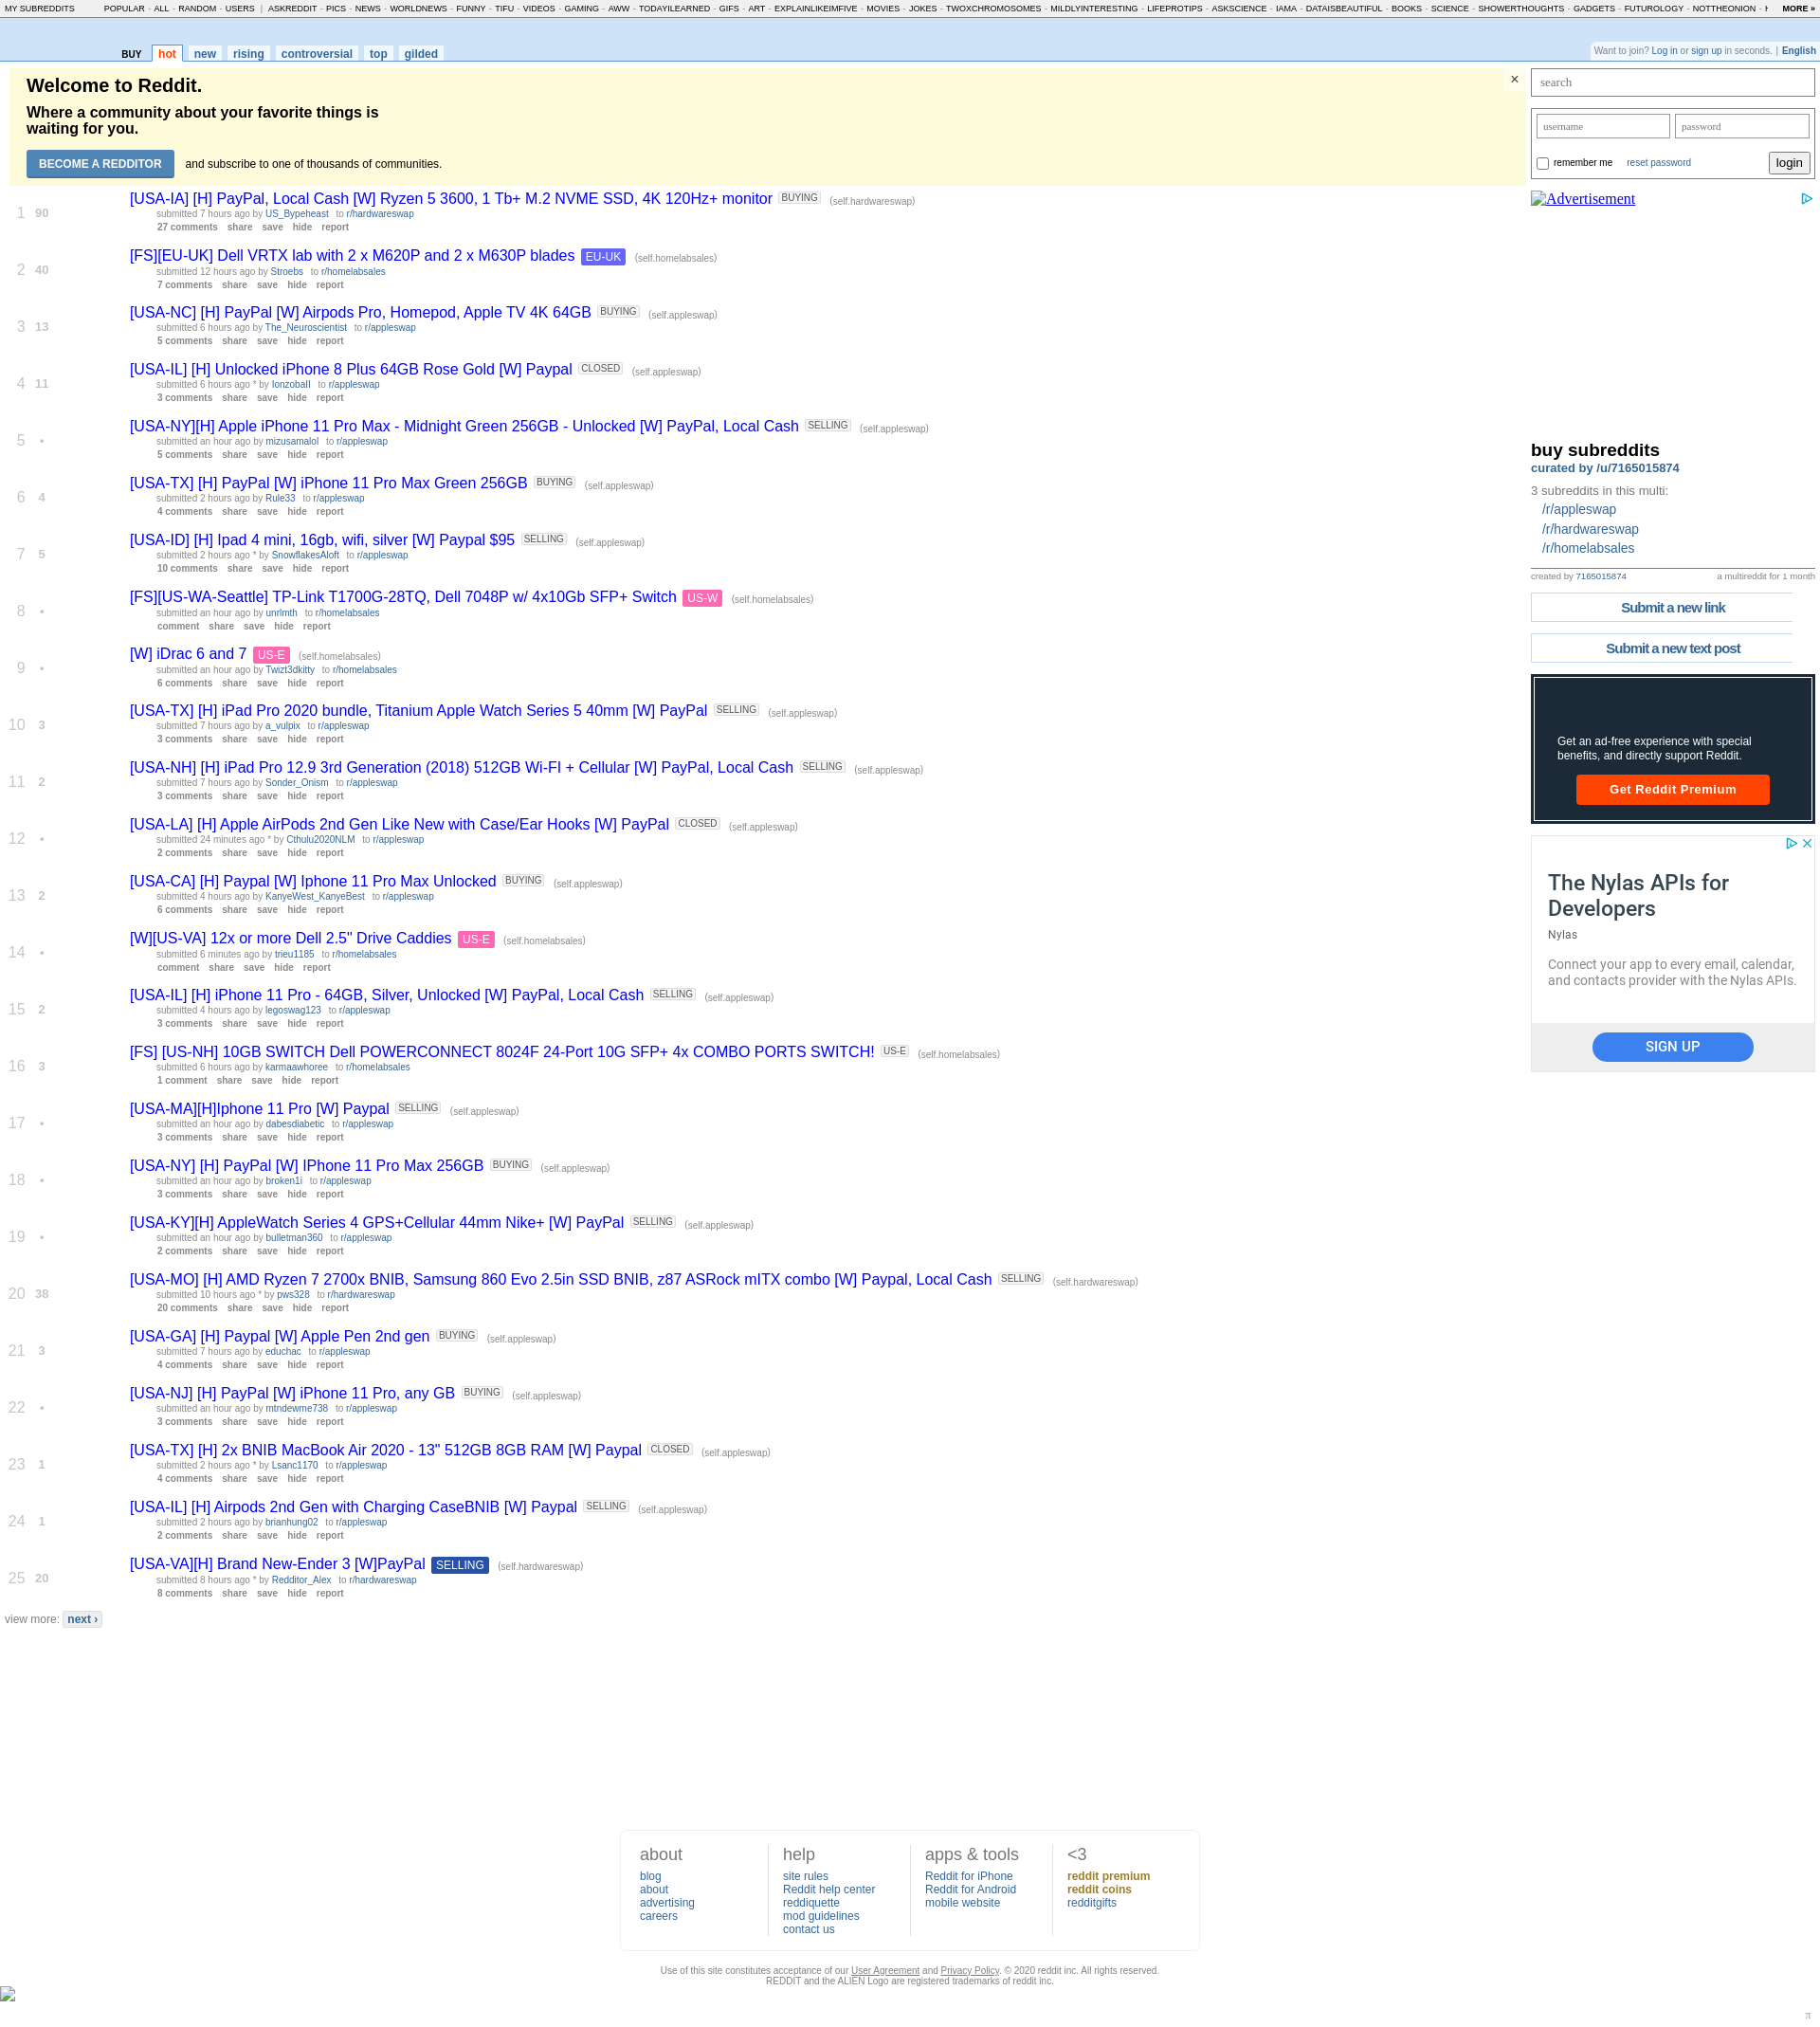 MY SUBREDDITS POPULAR - ALL - RANDOM - USERS | ASKREDDIT - PICS - NEWS - WORLDNEWS - FUNNY - TIFU - VIDEOS - GAMING - AWW - TODAYILEARNED - GIFS - ART - EXPLAINLIKEIMFIVE - MOVIES - JOKES - TWOXCHROMOSOMES - MILDLYINTERESTING - LIFEPROTIPS - ASKSCIENCE - IAMA - DATAISBEAUTIFUL - BOOKS - SCIENCE - SHOWERTHOUGHTS - GADGETS - FUTUROLOGY - NOTTHEONION - MORE »
BUY hot new rising controversial top gilded
Want to join? Log in or sign up in seconds. | English
Welcome to Reddit.
Where a community about your favorite things is
waiting for you.
BECOME A REDDITOR and subscribe to one of thousands of communities.
×
1 90 [USA-IA] [H] PayPal, Local Cash [W] Ryzen 5 3600, 1 Tb+ M.2 NVME SSD, 4K 120Hz+ monitor BUYING (self.hardwareswap)
submitted 7 hours ago by US_Bypeheast to r/hardwareswap
27 comments share save hide report
2 40 [FS][EU-UK] Dell VRTX lab with 2 x M620P and 2 x M630P blades EU-UK (self.homelabsales)
submitted 12 hours ago by Stroebs to r/homelabsales
7 comments share save hide report
3 13 [USA-NC] [H] PayPal [W] Airpods Pro, Homepod, Apple TV 4K 64GB BUYING (self.appleswap)
submitted 6 hours ago by The_Neuroscientist to r/appleswap
5 comments share save hide report
4 11 [USA-IL] [H] Unlocked iPhone 8 Plus 64GB Rose Gold [W] Paypal CLOSED (self.appleswap)
submitted 6 hours ago * by lonzoball to r/appleswap
3 comments share save hide report
5 • [USA-NY][H] Apple iPhone 11 Pro Max - Midnight Green 256GB - Unlocked [W] PayPal, Local Cash SELLING (self.appleswap)
submitted an hour ago by mizusamalol to r/appleswap
5 comments share save hide report
6 4 [USA-TX] [H] PayPal [W] iPhone 11 Pro Max Green 256GB BUYING (self.appleswap)
submitted 2 hours ago by Rule33 to r/appleswap
4 comments share save hide report
7 5 [USA-ID] [H] Ipad 4 mini, 16gb, wifi, silver [W] Paypal $95 SELLING (self.appleswap)
submitted 2 hours ago * by SnowflakesAloft to r/appleswap
10 comments share save hide report
8 • [FS][US-WA-Seattle] TP-Link T1700G-28TQ, Dell 7048P w/ 4x10Gb SFP+ Switch US-W (self.homelabsales)
submitted an hour ago by unrlmth to r/homelabsales
comment share save hide report
9 • [W] iDrac 6 and 7 US-E (self.homelabsales)
submitted an hour ago by Twizt3dkitty to r/homelabsales
6 comments share save hide report
10 3 [USA-TX] [H] iPad Pro 2020 bundle, Titanium Apple Watch Series 5 40mm [W] PayPal SELLING (self.appleswap)
submitted 7 hours ago by a_vulpix to r/appleswap
3 comments share save hide report
11 2 [USA-NH] [H] iPad Pro 12.9 3rd Generation (2018) 512GB Wi-FI + Cellular [W] PayPal, Local Cash SELLING (self.appleswap)
submitted 7 hours ago by Sonder_Onism to r/appleswap
3 comments share save hide report
12 • [USA-LA] [H] Apple AirPods 2nd Gen Like New with Case/Ear Hooks [W] PayPal CLOSED (self.appleswap)
submitted 24 minutes ago * by Cthulu2020NLM to r/appleswap
2 comments share save hide report
13 2 [USA-CA] [H] Paypal [W] Iphone 11 Pro Max Unlocked BUYING (self.appleswap)
submitted 4 hours ago by KanyeWest_KanyeBest to r/appleswap
6 comments share save hide report
14 • [W][US-VA] 12x or more Dell 2.5" Drive Caddies US-E (self.homelabsales)
submitted 6 minutes ago by trieu1185 to r/homelabsales
comment share save hide report
15 2 [USA-IL] [H] iPhone 11 Pro - 64GB, Silver, Unlocked [W] PayPal, Local Cash SELLING (self.appleswap)
submitted 4 hours ago by legoswag123 to r/appleswap
3 comments share save hide report
16 3 [FS] [US-NH] 10GB SWITCH Dell POWERCONNECT 8024F 24-Port 10G SFP+ 4x COMBO PORTS SWITCH! US-E (self.homelabsales)
submitted 6 hours ago by karmaawhoree to r/homelabsales
1 comment share save hide report
17 • [USA-MA][H]Iphone 11 Pro [W] Paypal SELLING (self.appleswap)
submitted an hour ago by dabesdiabetic to r/appleswap
3 comments share save hide report
18 • [USA-NY] [H] PayPal [W] IPhone 11 Pro Max 256GB BUYING (self.appleswap)
submitted an hour ago by broken1i to r/appleswap
3 comments share save hide report
19 • [USA-KY][H] AppleWatch Series 4 GPS+Cellular 44mm Nike+ [W] PayPal SELLING (self.appleswap)
submitted an hour ago by bulletman360 to r/appleswap
2 comments share save hide report
20 38 [USA-MO] [H] AMD Ryzen 7 2700x BNIB, Samsung 860 Evo 2.5in SSD BNIB, z87 ASRock mITX combo [W] Paypal, Local Cash SELLING (self.hardwareswap)
submitted 10 hours ago * by pws328 to r/hardwareswap
20 comments share save hide report
21 3 [USA-GA] [H] Paypal [W] Apple Pen 2nd gen BUYING (self.appleswap)
submitted 7 hours ago by educhac to r/appleswap
4 comments share save hide report
22 • [USA-NJ] [H] PayPal [W] iPhone 11 Pro, any GB BUYING (self.appleswap)
submitted an hour ago by mtndewme738 to r/appleswap
3 comments share save hide report
23 1 [USA-TX] [H] 2x BNIB MacBook Air 2020 - 13" 512GB 8GB RAM [W] Paypal CLOSED (self.appleswap)
submitted 2 hours ago * by Lsanc1170 to r/appleswap
4 comments share save hide report
24 1 [USA-IL] [H] Airpods 2nd Gen with Charging CaseBNIB [W] Paypal SELLING (self.appleswap)
submitted 2 hours ago by brianhung02 to r/appleswap
2 comments share save hide report
25 20 [USA-VA][H] Brand New-Ender 3 [W]PayPal SELLING (self.hardwareswap)
submitted 8 hours ago * by Redditor_Alex to r/hardwareswap
8 comments share save hide report
view more: next ›
search
username password
remember me reset password login
Advertisement
buy subreddits
curated by /u/7165015874
3 subreddits in this multi:
/r/appleswap
/r/hardwareswap
/r/homelabsales
created by 7165015874 a multireddit for 1 month
Submit a new link
Submit a new text post
Get an ad-free experience with special
benefits, and directly support Reddit.
Get Reddit Premium
The Nylas APIs for
Developers
Nylas
Connect your app to every email, calendar,
and contacts provider with the Nylas APIs.
SIGN UP
about
blog
about
advertising
careers
help
site rules
Reddit help center
reddiquette
mod guidelines
contact us
apps & tools
Reddit for iPhone
Reddit for Android
mobile website
<3
reddit premium
reddit coins
redditgifts
Use of this site constitutes acceptance of our User Agreement and Privacy Policy. © 2020 reddit inc. All rights reserved.
REDDIT and the ALIEN Logo are registered trademarks of reddit inc.
π